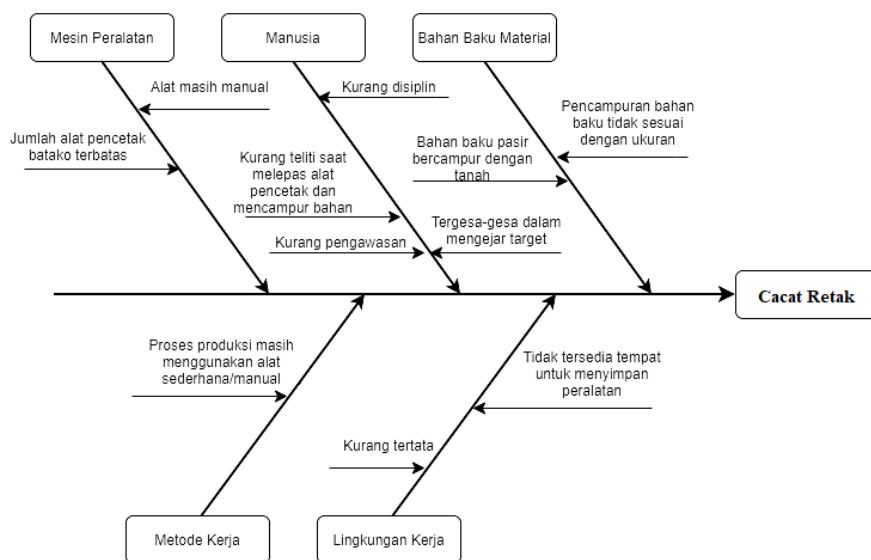 Mesin Peralatan
Manusia
Bahan Baku Material
Alat masih manual
Jumlah alat pencetak
batako terbatas
Kurang disiplin
Kurang teliti saat
melepas alat
pencetak dan
mencampur bahan
Kurang pengawasan
Tergesa-gesa dalam
mengejar target
Pencampuran bahan
baku tidak sesuai
dengan ukuran
Bahan baku pasir
bercampur dengan
tanah
Cacat Retak
Proses produksi masih
menggunakan alat
sederhana/manual
Tidak tersedia tempat
untuk menyimpan
peralatan
Kurang tertata
Metode Kerja
Lingkungan Kerja